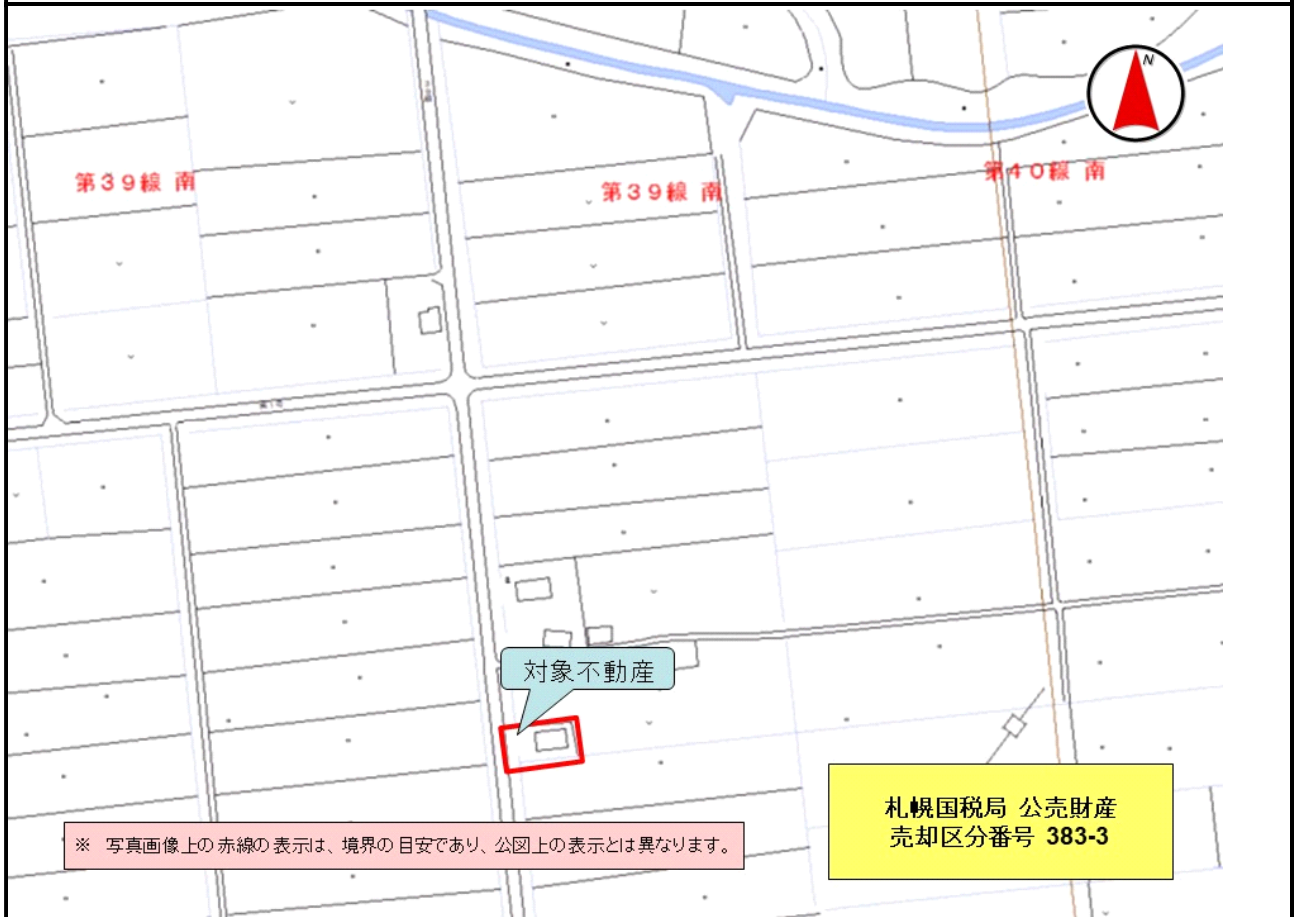 N
第39線 南
第39線 南
第40線 南
対象不動産
札幌国税局 公売財産
売却区分番号 383-3
※ 写真画像上の赤線の表示は、境界の目安であり、公図上の表示とは異なります。